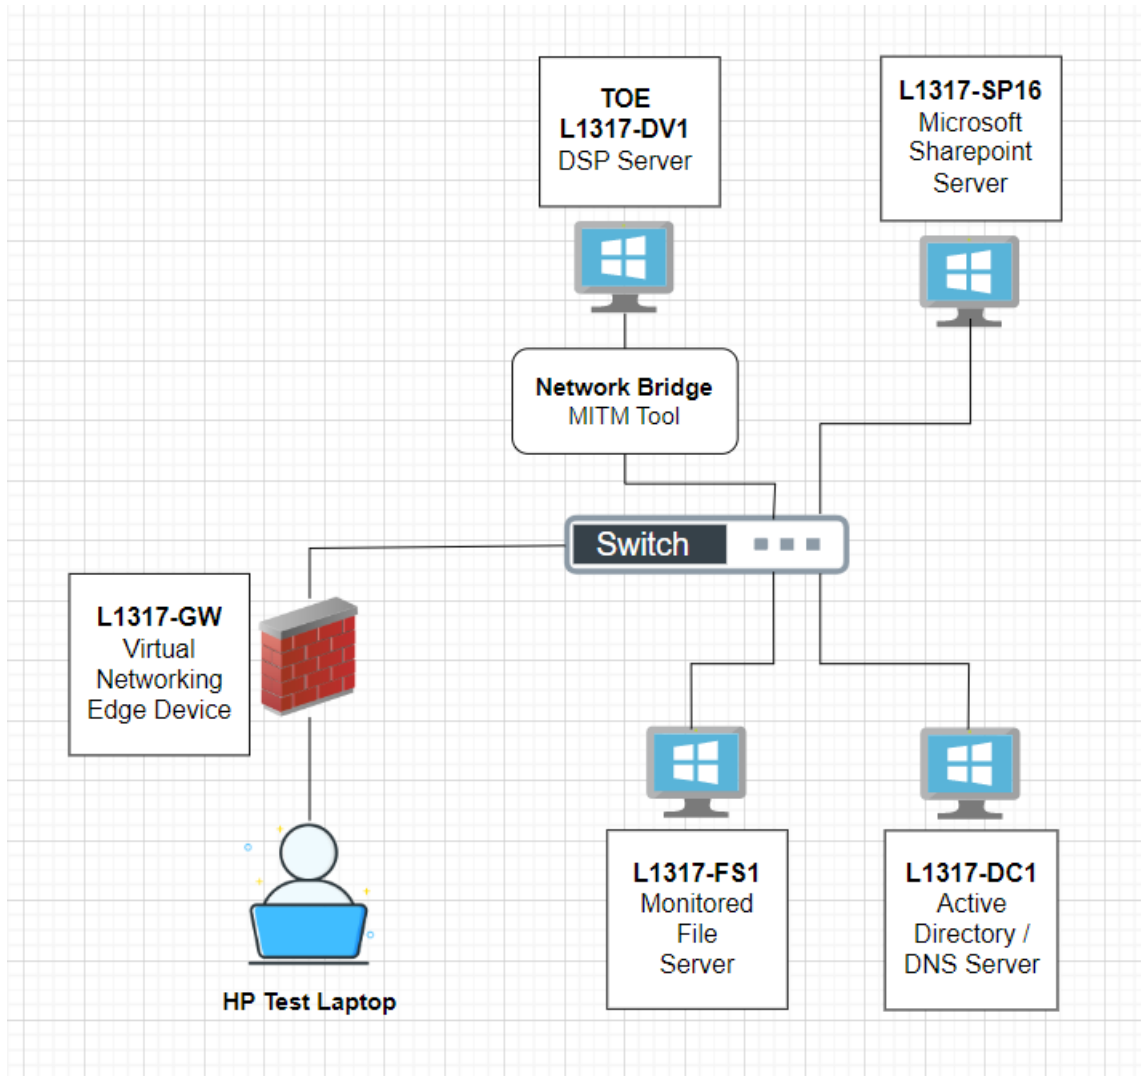 TOE
L1317-DV1
DSP Server
L1317-SP16
Microsoft
Sharepoint
Server
Network Bridge
MITM Tool
Switch
L1317-GW
Virtual
Networking
Edge Device
HP Test Laptop
L1317-FS1
Monitored
File
Server
L1317-DC1
Active
Directory /
DNS Server